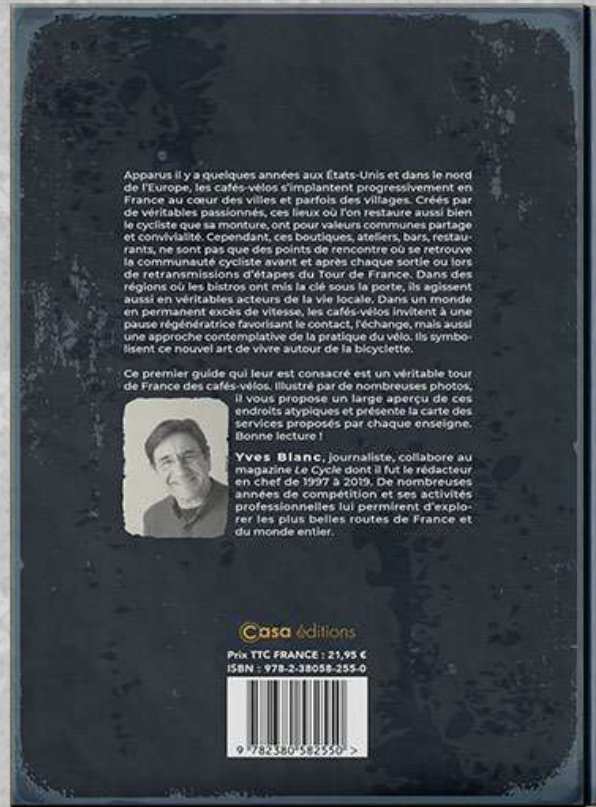 Apparus il y a quelques années aux États-Unis et dans le nord
de l'Europe, les cafés-vélos s'implantent progressivement en
France au cœur des villes et parfois des villages. Créés par
de véritables passionnés, ces lieux où l'on restaure aussi bien
le cycliste que sa monture, ont pour valeurs communes partage
et convivialité. Cependant, ces boutiques, ateliers, bars, restau-
rants, ne sont pas que des points de rencontre où se retrouve
la communauté cycliste avant et après chaque sortie ou lors
de retransmissions d'étapes du Tour de France. Dans des
régions où les bistros ont mis la clé sous la porte, ils agissent
aussi en véritables acteurs de la vie locale. Dans un monde
en permanent excès de vitesse, les cafés-vélos invitent à une
pause régénératrice favorisant le contact, l'échange, mais aussi
une approche contemplative de la pratique du vélo. Ils symbo-
lisent ce nouvel art de vivre autour de la bicyclette.
Ce premier guide qui leur est consacré est un véritable tour
de France des cafés-vélos. Illustré par de nombreuses photos,
il vous propose un large aperçu de ces
endroits atypiques et présente la carte des
services proposés par chaque enseigne.
Bonne lecture !
Yves Blanc, journaliste, collabore au
magazine Le Cycle dont il fut le rédacteur
en chef de 1997 à 2019. De nombreuses
années de compétition et ses activités
professionnelles lui permirent d'explo-
rer les plus belles routes de France et
du monde entier.
Casa éditions
Prix TTC FRANCE : 21,95 €
ISBN : 978-2-38058-255-0
9 782380 582550 >